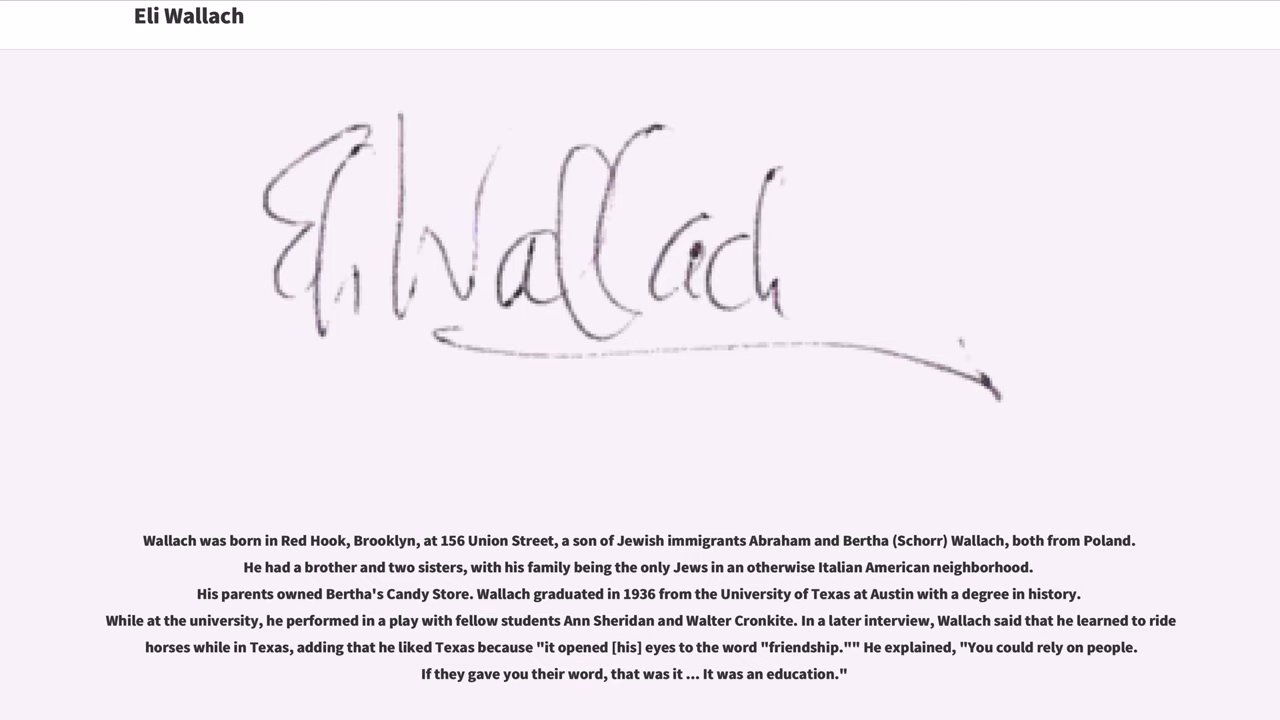 Eli Wallach
Eli Wallach
Wallach was born in Red Hook, Brooklyn, at 156 Union Street, a son of Jewish immigrants Abraham and Bertha (Schorr) Wallach, both from Poland.
He had a brother and two sisters, with his family being the only Jews in an otherwise Italian American neighborhood.
His parents owned Bertha's Candy Store. Wallach graduated in 1936 from the University of Texas at Austin with a degree in history.
While at the university, he performed in a play with fellow students Ann Sheridan and Walter Cronkite. In a later interview, Wallach said that he learned to ride
horses while in Texas, adding that he liked Texas because "it opened [his] eyes to the word "friendship."" He explained, "You could rely on people.
If they gave you their word, that was it ... It was an education."